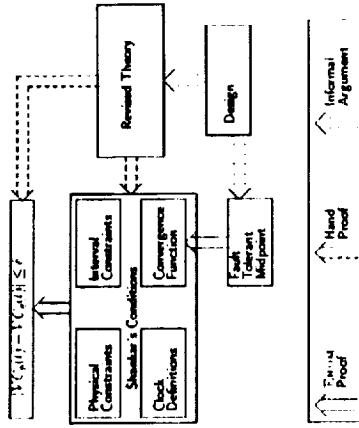 Physical
Constraints
Interval
Constraints
Shankar's Conditions
Clock
Definitions
Convergence
Function
Revised Theory
Fault
Tolerant
Midpoint
Design
Formal
Proof
Hand
Proof
Informal
Argument